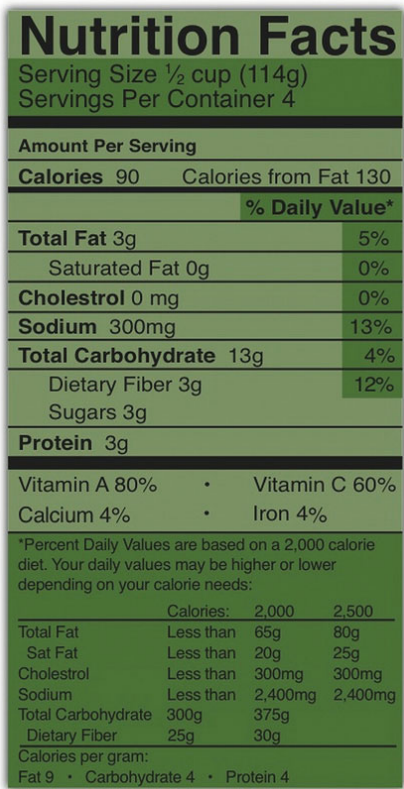 Nutrition Facts
Serving Size ½ cup (114g)
Servings Per Container 4
Amount Per Serving
Calories 90 Calories from Fat 130
% Daily Value*
Total Fat 3g 5%
Saturated Fat 0g 0%
Cholestrol 0 mg 0%
Sodium 300mg 13%
Total Carbohydrate 13g 4%
Dietary Fiber 3g 12%
Sugars 3g
Protein 3g
Vitamin A 80% • Vitamin C 60%
Calcium 4% • Iron 4%
*Percent Daily Values are based on a 2,000 calorie
diet. Your daily values may be higher or lower
depending on your calorie needs:
Calories: 2,000 2,500
Total Fat Less than 65g 80g
Sat Fat Less than 20g 25g
Cholestrol Less than 300mg 300mg
Sodium Less than 2,400mg 2,400mg
Total Carbohydrate 300g 375g
Dietary Fiber 25g 30g
Calories per gram:
Fat 9 • Carbohydrate 4 • Protein 4